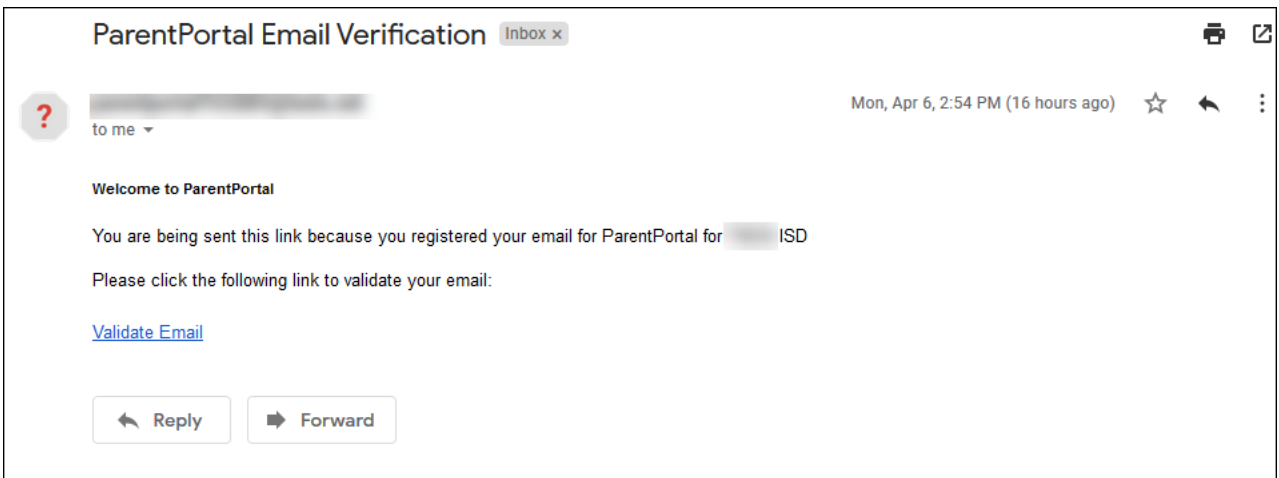 ParentPortal Email Verification Inbox x
?
Mon, Apr 6, 2:54 PM (16 hours ago)
to me
Welcome to ParentPortal
You are being sent this link because you registered your email for ParentPortal for ISD
Please click the following link to validate your email:
Validate Email
Reply Forward